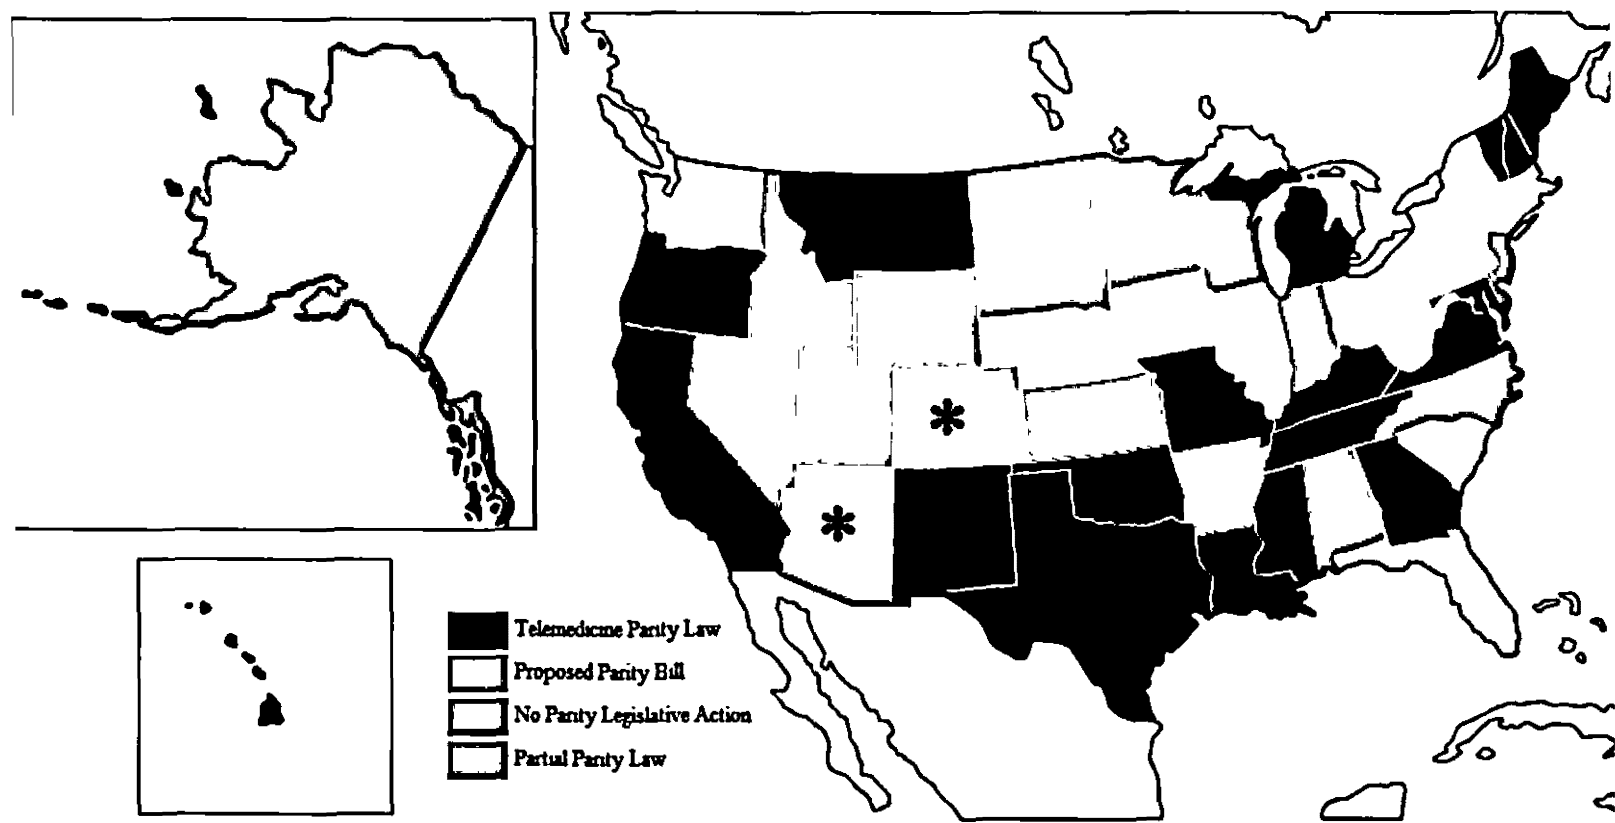 *
*
Telemedicine Parity Law
Proposed Parity Bill
No Parity Legislative Action
Partial Parity Law